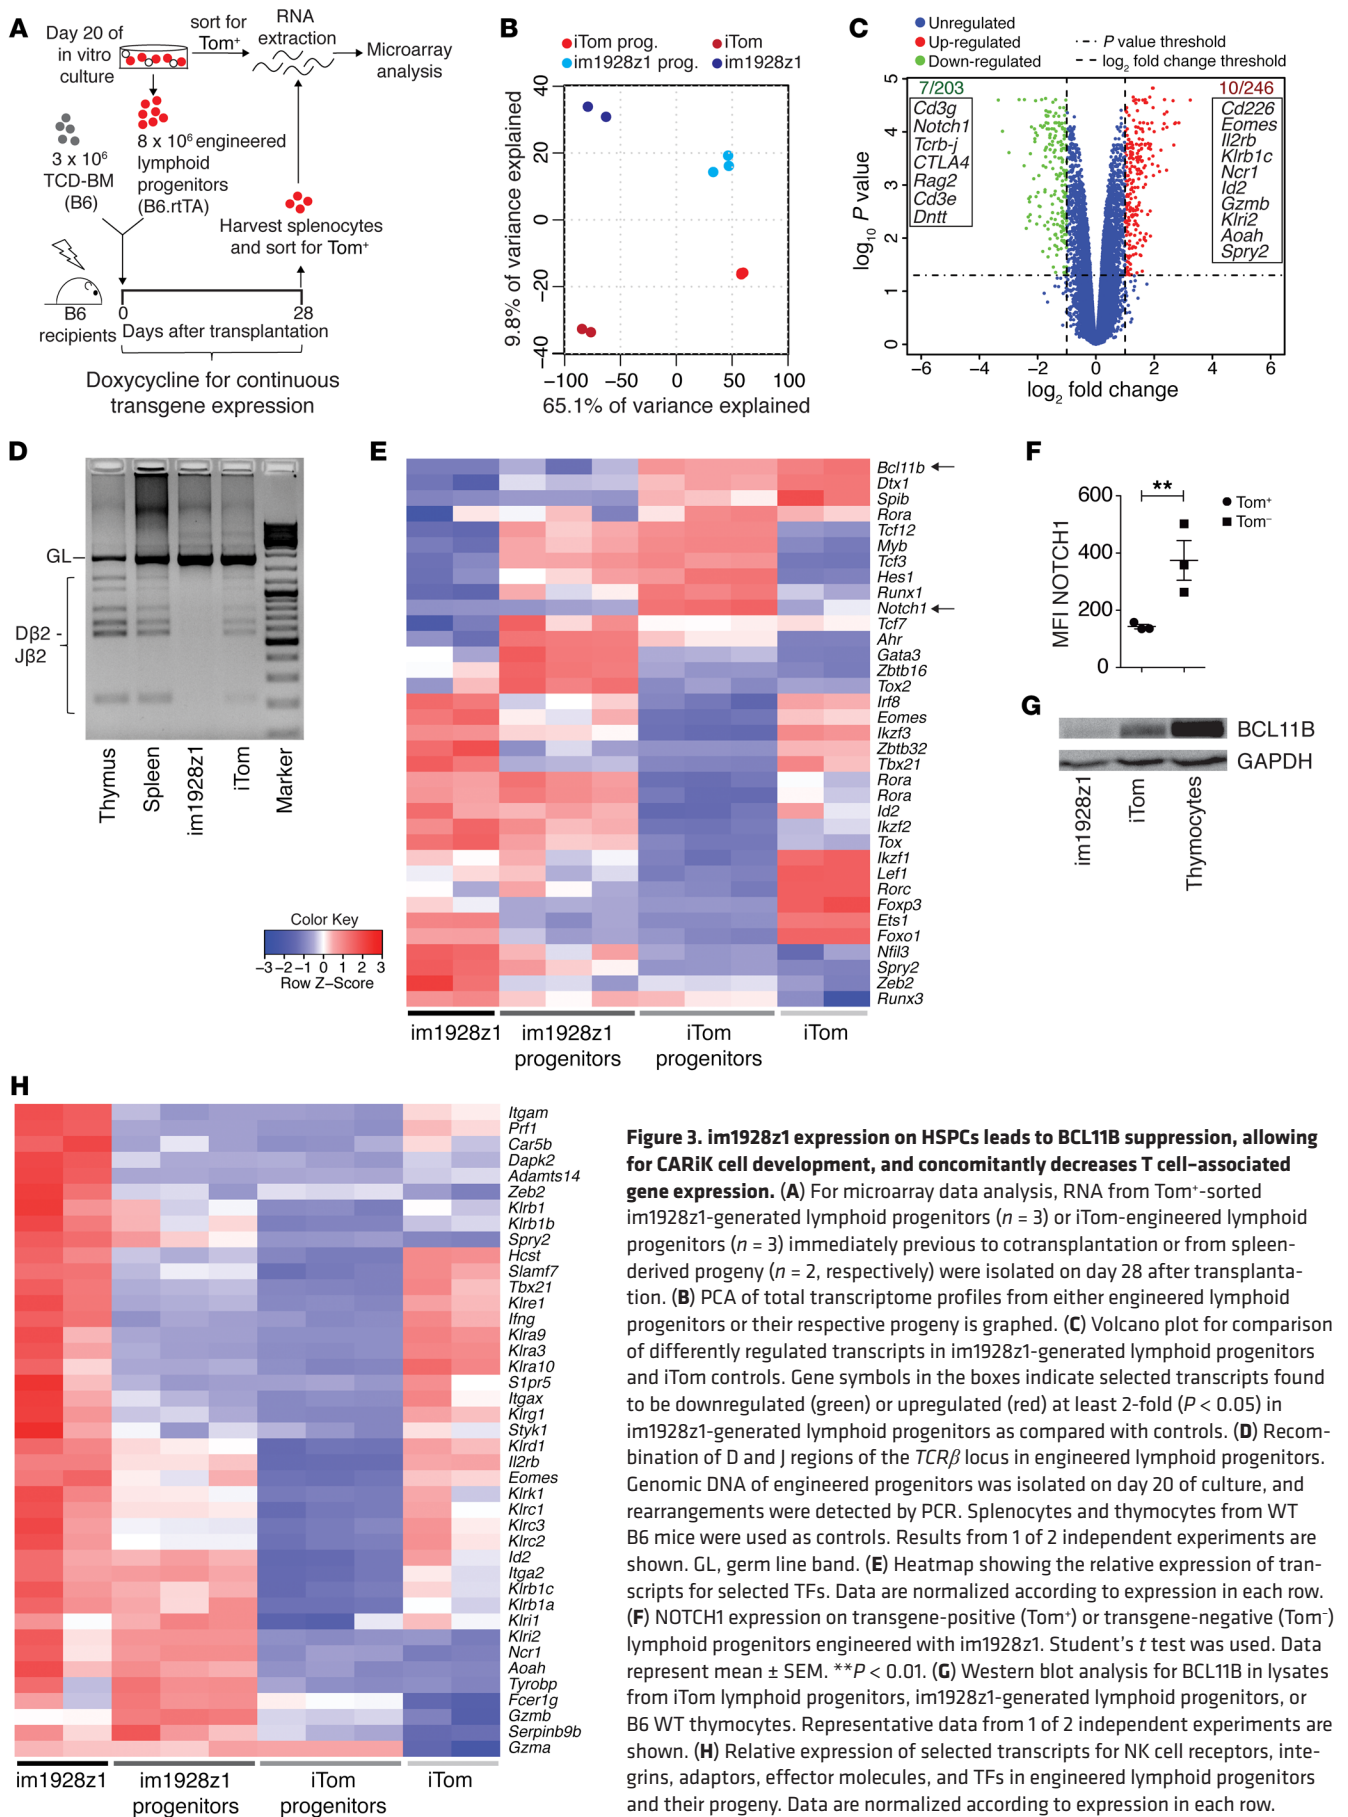 A
Day 20 of
in vitro
culture
sort for
Tom⁺
RNA
extraction
Microarray
analysis
3 x 10⁶
TCD-BM
(B6)
8 x 10⁶ engineered
lymphoid
progenitors
(B6.rtTA)
Harvest splenocytes
and sort for Tom⁺
B6
recipients
0
28
Days after transplantation
Doxycycline for continuous
transgene expression
B
iTom prog.
iTom
im1928z1 prog.
im1928z1
9.8% of variance explained
40
20
0
−20
−40
−100 −50 0 50 100
65.1% of variance explained
C
Unregulated
Up-regulated
Down-regulated
P value threshold
log₂ fold change threshold
7/203
Cd3g
Notch1
Tcrb-j
CTLA4
Rag2
Cd3e
Dntt
10/246
Cd226
Eomes
Il2rb
Klrb1c
Ncr1
Id2
Gzmb
Klri2
Aoah
Spry2
log₁₀ P value
5
4
3
2
1
0
−6 −4 −2 0 2 4 6
log₂ fold change
D
GL
Dβ2
Jβ2
Thymus
Spleen
im1928z1
iTom
Marker
E
Bcl11b
Dtx1
Spib
Rora
Tcf12
Myb
Tcf3
Hes1
Runx1
Notch1
Tcf7
Ahr
Gata3
Zbtb16
Tox2
Irf8
Eomes
Ikzf3
Zbtb32
Tbx21
Rora
Rora
Id2
Ikzf2
Tox
Ikzf1
Lef1
Rorc
Foxp3
Ets1
Foxo1
Nfil3
Spry2
Zeb2
Runx3
Color Key
−3 −2 −1 0 1 2 3
Row Z−Score
im1928z1
im1928z1
progenitors
iTom
progenitors
iTom
F
MFI NOTCH1
600
400
200
0
**
Tom⁺
Tom⁻
G
BCL11B
GAPDH
im1928z1
iTom
Thymocytes
H
Itgam
Prf1
Car5b
Dapk2
Adamts14
Zeb2
Klrb1
Klrb1b
Spry2
Hcst
Slamf7
Tbx21
Klre1
Ifng
Klra9
Klra3
Klra10
S1pr5
Itgax
Klrg1
Styk1
Klrd1
Il2rb
Eomes
Klrk1
Klrc1
Klrc3
Klrc2
Id2
Itga2
Klrb1c
Klrb1a
Klri1
Klri2
Ncr1
Aoah
Tyrobp
Fcer1g
Gzmb
Serpinb9b
Gzma
im1928z1
im1928z1
progenitors
iTom
progenitors
iTom
Figure 3. im1928z1 expression on HSPCs leads to BCL11B suppression, allowing
for CARiK cell development, and concomitantly decreases T cell–associated
gene expression. (A) For microarray data analysis, RNA from Tom⁺-sorted
im1928z1-generated lymphoid progenitors (n = 3) or iTom-engineered lymphoid
progenitors (n = 3) immediately previous to cotransplantation or from spleen-
derived progeny (n = 2, respectively) were isolated on day 28 after transplanta-
tion. (B) PCA of total transcriptome profiles from either engineered lymphoid
progenitors or their respective progeny is graphed. (C) Volcano plot for comparison
of differently regulated transcripts in im1928z1-generated lymphoid progenitors
and iTom controls. Gene symbols in the boxes indicate selected transcripts found
to be downregulated (green) or upregulated (red) at least 2-fold (P < 0.05) in
im1928z1-generated lymphoid progenitors as compared with controls. (D) Recom-
bination of D and J regions of the TCRβ locus in engineered lymphoid progenitors.
Genomic DNA of engineered progenitors was isolated on day 20 of culture, and
rearrangements were detected by PCR. Splenocytes and thymocytes from WT
B6 mice were used as controls. Results from 1 of 2 independent experiments are
shown. GL, germ line band. (E) Heatmap showing the relative expression of tran-
scripts for selected TFs. Data are normalized according to expression in each row.
(F) NOTCH1 expression on transgene-positive (Tom⁺) or transgene-negative (Tom⁻)
lymphoid progenitors engineered with im1928z1. Student's t test was used. Data
represent mean ± SEM. **P < 0.01. (G) Western blot analysis for BCL11B in lysates
from iTom lymphoid progenitors, im1928z1-generated lymphoid progenitors, or
B6 WT thymocytes. Representative data from 1 of 2 independent experiments are
shown. (H) Relative expression of selected transcripts for NK cell receptors, inte-
grins, adaptors, effector molecules, and TFs in engineered lymphoid progenitors
and their progeny. Data are normalized according to expression in each row.